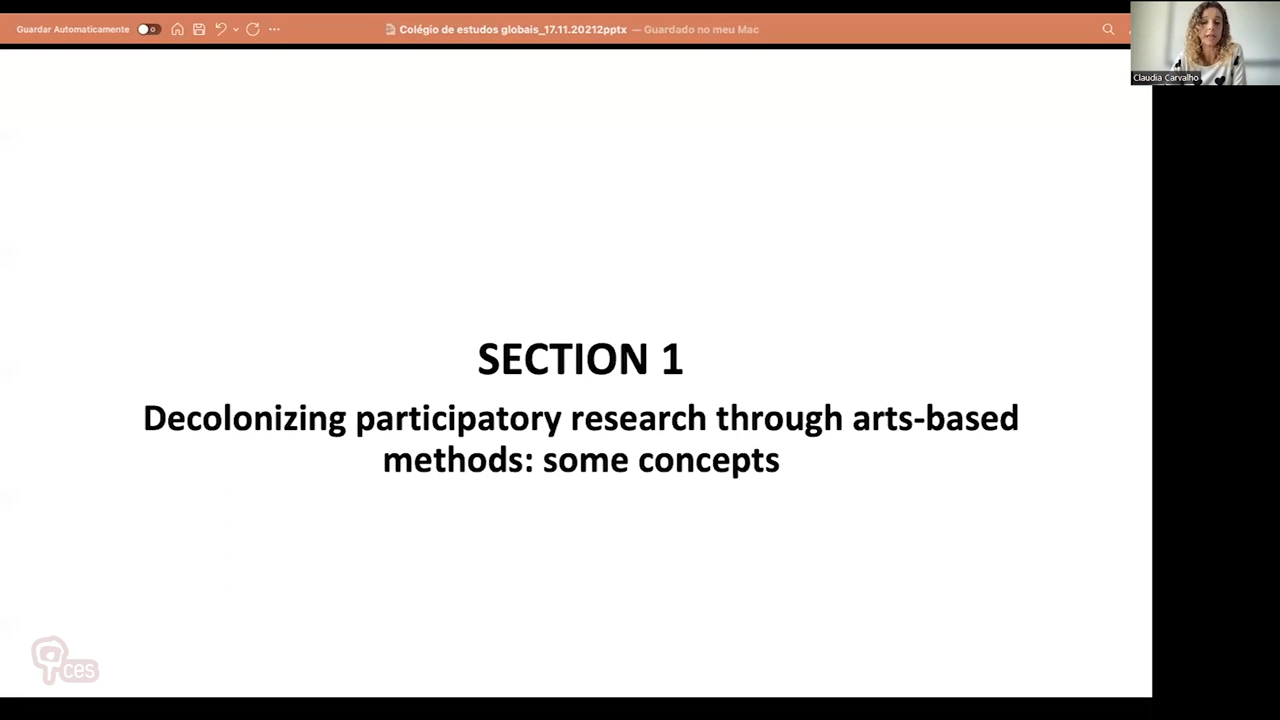 Guardar Automaticamente
Colégio de estudos globais_17.11.20212pptx — Guardado no meu Mac
Claudia Carvalho
SECTION 1
Decolonizing participatory research through arts-based
methods: some concepts
ces